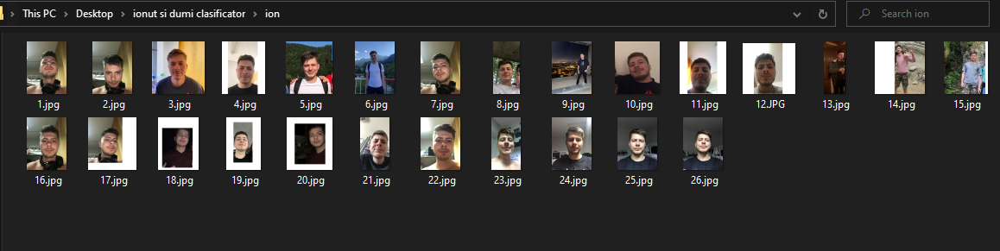 This PC > Desktop > ionut si dumi clasificator > ion
Search ion
1.jpg 2.jpg 3.jpg 4.jpg 5.jpg 6.jpg 7.jpg 8.jpg 9.jpg 10.jpg 11.jpg 12.JPG 13.jpg 14.jpg 15.jpg
16.jpg 17.jpg 18.jpg 19.jpg 20.jpg 21.jpg 22.jpg 23.jpg 24.jpg 25.jpg 26.jpg